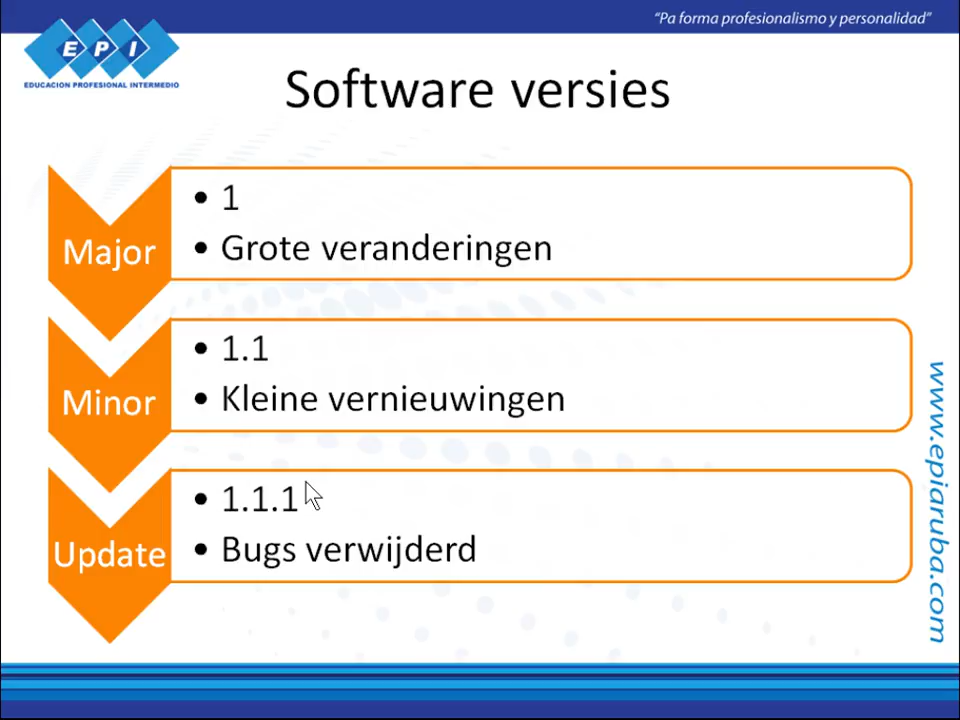 "Pa forma profesionalismo y personalidad"
E P I
EDUCACION PROFESIONAL INTERMEDIO
Software versies
Major
• 1
• Grote veranderingen
Minor
• 1.1
• Kleine vernieuwingen
Update
• 1.1.1
• Bugs verwijderd
www.epiaruba.com